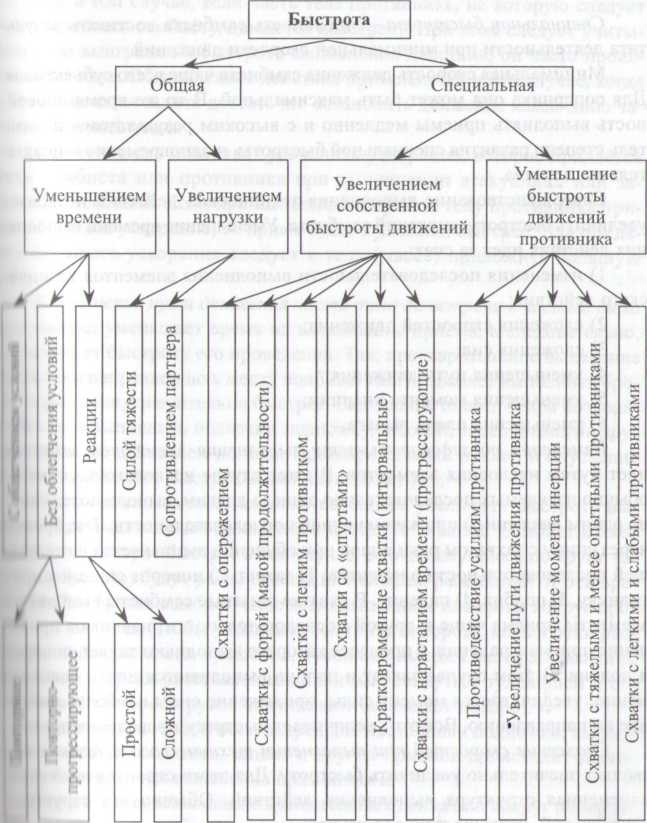 Быстрота
Общая
Специальная
Уменьшением
времени
Увеличением
нагрузки
Увеличением
собственной
быстроты движений
Уменьшение
быстроты
движений
противника
Без облегчения условий
Реакции
Силой тяжести
Сопротивлением партнера
Схватки с опережением
Схватки с форой (малой продолжительности)
Схватки с легким противником
Схватки со «спуртами»
Кратковременные схватки (интервальные)
Схватки с нарастанием времени (прогрессирующие)
Противодействие усилиям противника
Увеличение пути движения противника
Увеличение момента инерции
Схватки с тяжелыми и менее опытными противниками
Схватки с легкими и слабыми противниками
прогрессирующее
Простой
Сложной